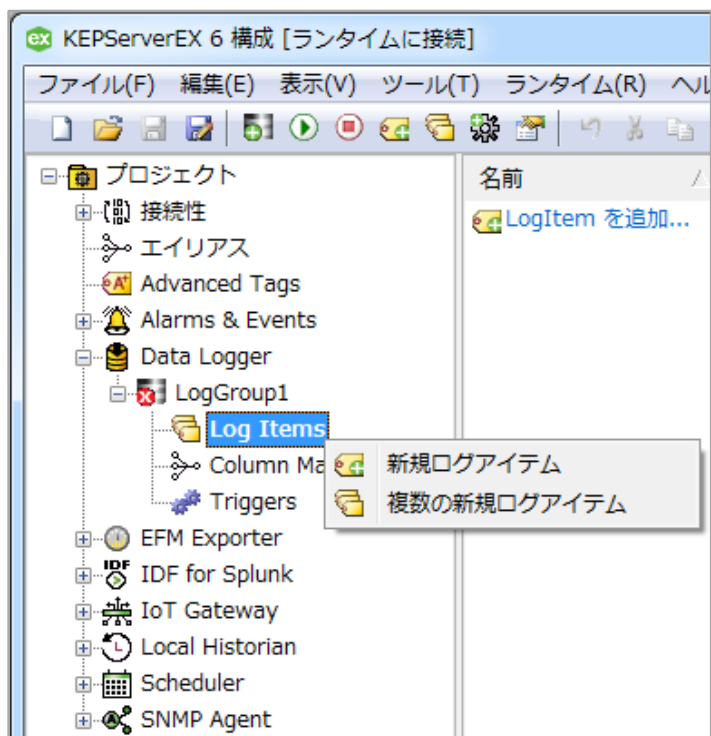 KEPServerEX 6 構成 [ランタイムに接続]
ファイル(F) 編集(E) 表示(V) ツール(T) ランタイム(R) ヘル
プロジェクト
接続性
エイリアス
Advanced Tags
Alarms & Events
Data Logger
LogGroup1
Log Items
Column Ma
Triggers
EFM Exporter
IDF for Splunk
IoT Gateway
Local Historian
Scheduler
SNMP Agent
名前
LogItem を追加...
新規ログアイテム
複数の新規ログアイテム